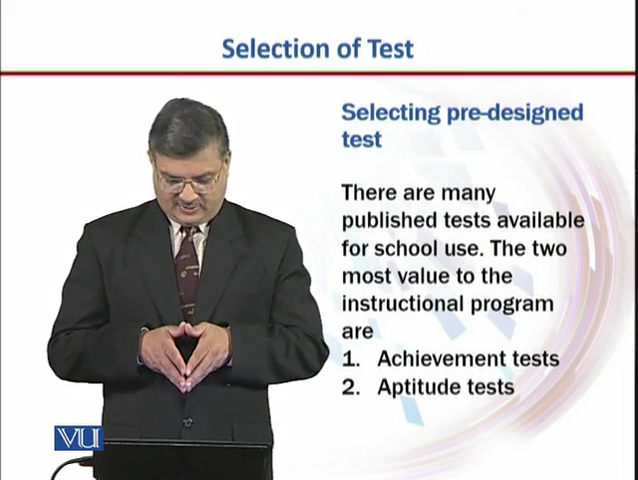 Selection of Test
Selecting pre-designed
test
There are many
published tests available
for school use. The two
most value to the
instructional program
are
1. Achievement tests
2. Aptitude tests
VU